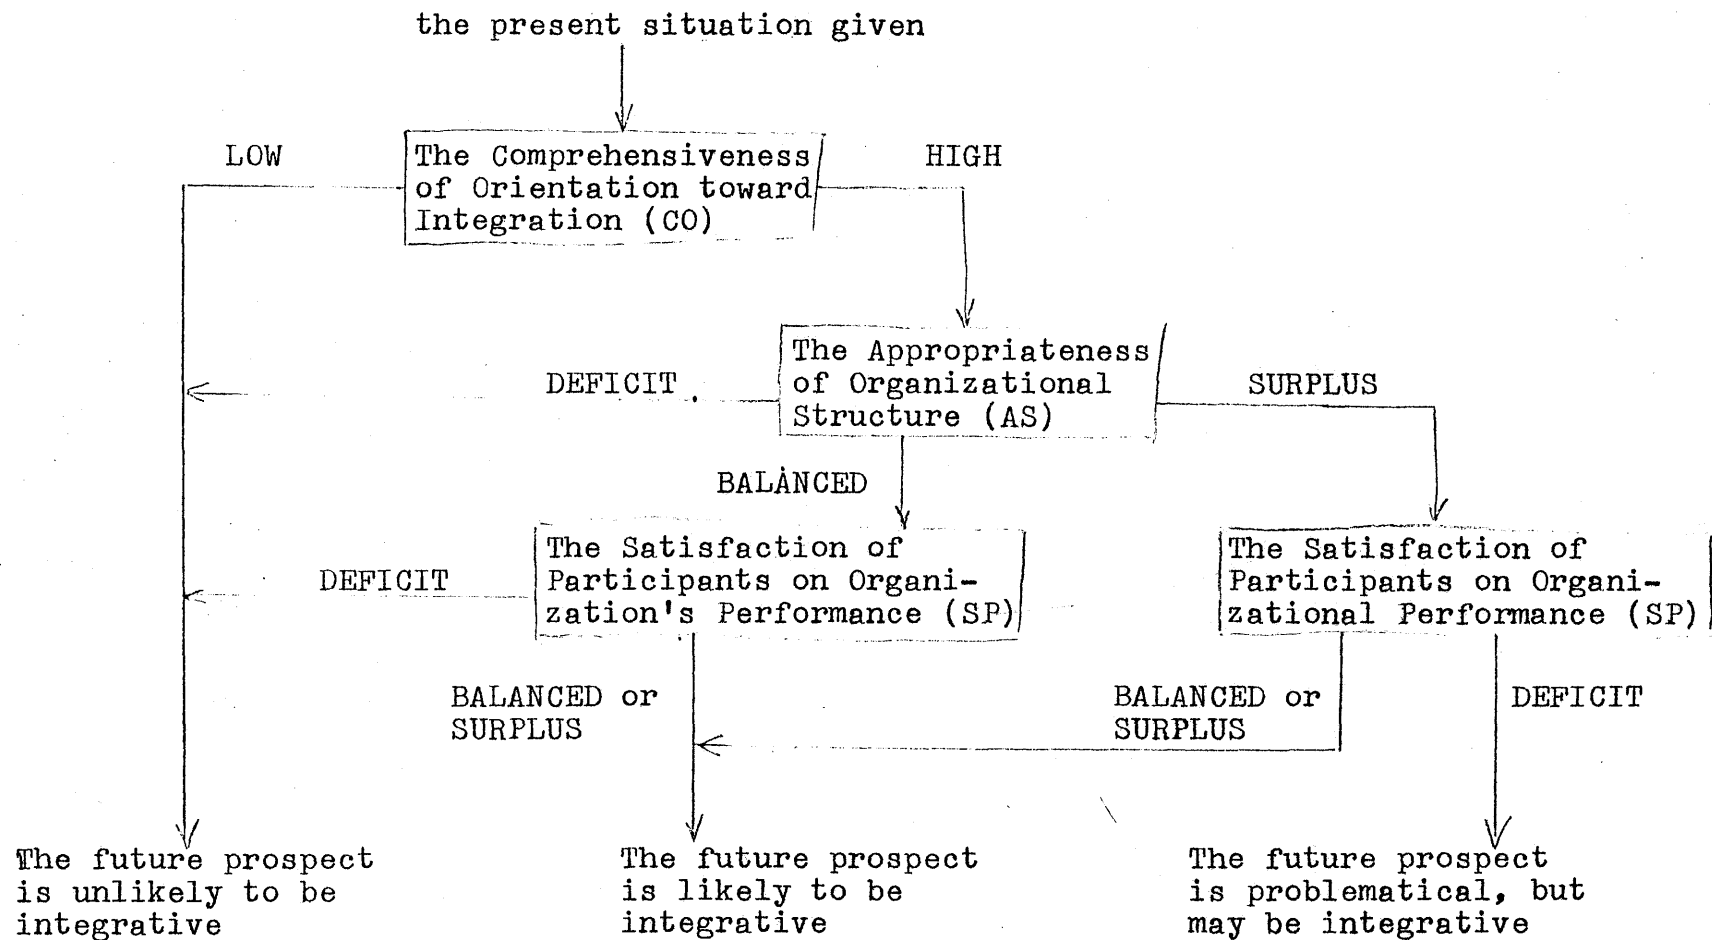 the present situation given
LOW
The Comprehensiveness
of Orientation toward
Integration (CO)
HIGH
DEFICIT
The Appropriateness
of Organizational
Structure (AS)
SURPLUS
BALANCED
DEFICIT
The Satisfaction of
Participants on Organi-
zation's Performance (SP)
The Satisfaction of
Participants on Organi-
zational Performance (SP)
BALANCED or
SURPLUS
BALANCED or
SURPLUS
DEFICIT
The future prospect
is unlikely to be
integrative
The future prospect
is likely to be
integrative
The future prospect
is problematical, but
may be integrative